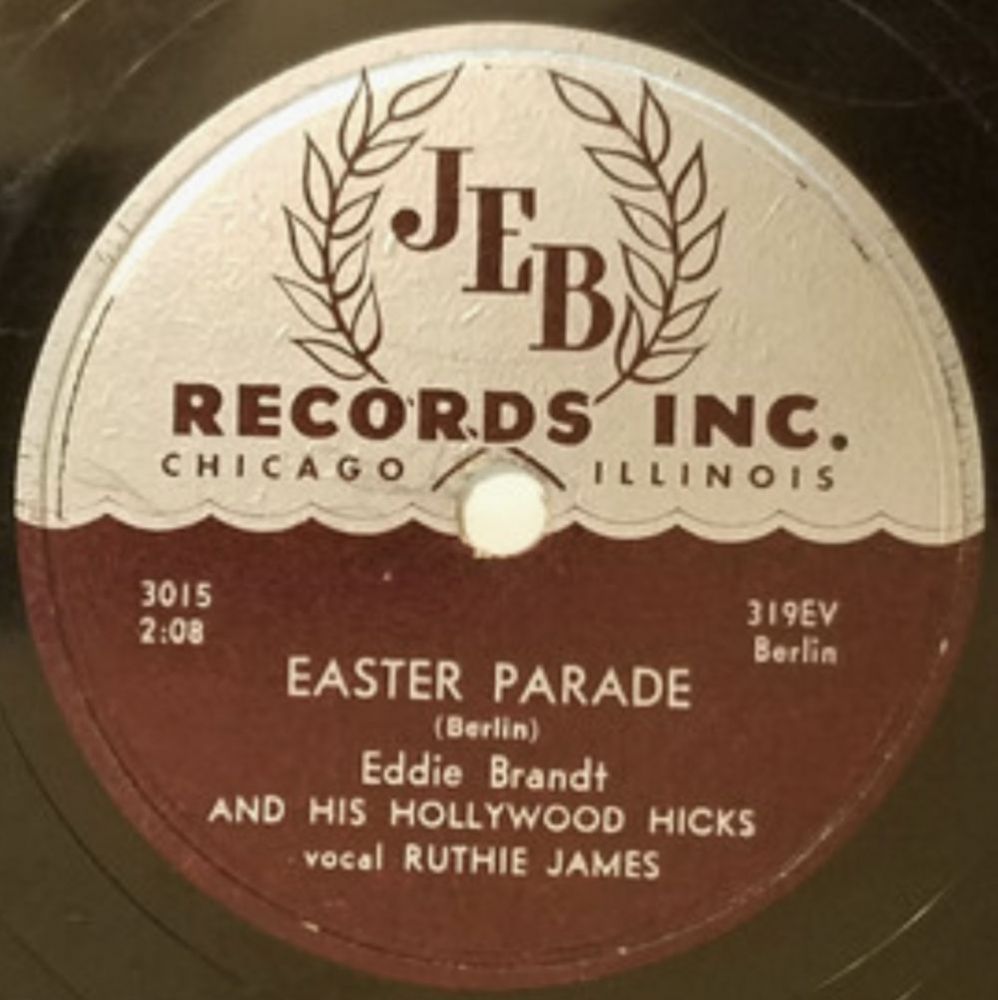 JEB
RECORDS INC.
CHICAGO ILLINOIS
3015
2:08
319EV
Berlin
EASTER PARADE
(Berlin)
Eddie Brandt
AND HIS HOLLYWOOD HICKS
vocal RUTHIE JAMES